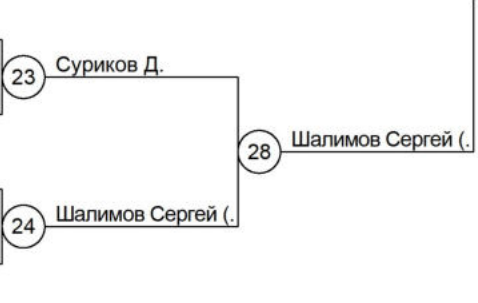 23
Суриков Д.
28
Шалимов Сергей (.
24
Шалимов Сергей (.